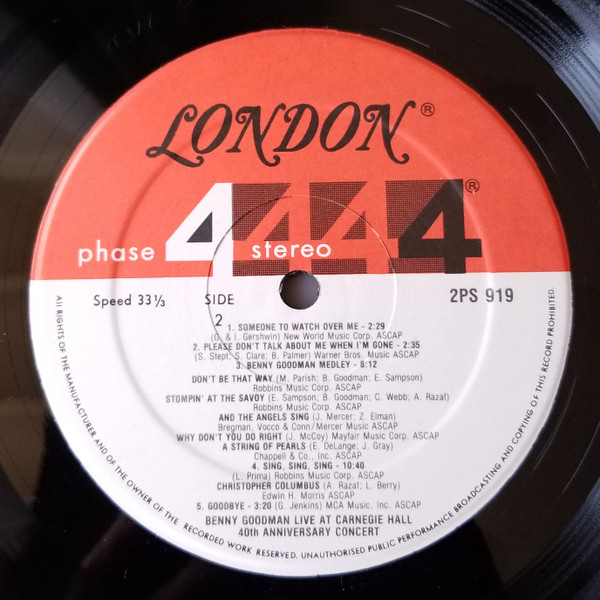 LONDON®
4444®
phase 4 stereo
Speed 33⅓ SIDE 2PS 919
2
1. SOMEONE TO WATCH OVER ME - 2:29
(G. & I. Gershwin) New World Music Corp. ASCAP
2. PLEASE DON'T TALK ABOUT ME WHEN I'M GONE - 2:35
(S. Stept; S. Clare; B. Palmer) Warner Bros. Music ASCAP
3. BENNY GOODMAN MEDLEY - 6:12
DON'T BE THAT WAY (M. Parish; B. Goodman; E. Sampson)
Robbins Music Corp. ASCAP
STOMPIN' AT THE SAVOY (E. Sampson; B. Goodman; C. Webb; A. Razaf)
Robbins Music Corp. ASCAP
AND THE ANGELS SING (J. Mercer; Z. Elman)
Bregman, Vocco & Conn/Mercer Music ASCAP
WHY DON'T YOU DO RIGHT (J. McCoy) Mayfair Music Corp. ASCAP
A STRING OF PEARLS (E. DeLange; J. Gray)
Chappell & Co., Inc. ASCAP
4. SING, SING, SING - 10:40
(L. Prima) Robbins Music Corp. ASCAP
CHRISTOPHER COLUMBUS (A. Razaf; L. Berry)
Edwin H. Morris ASCAP
5. GOODBYE - 3:20 (G. Jenkins) MCA Music, Inc. ASCAP
BENNY GOODMAN LIVE AT CARNEGIE HALL
40th ANNIVERSARY CONCERT
All RIGHTS OF THE MANUFACTURER AND OF THE OWNER OF THE RECORDED WORK RESERVED. UNAUTHORISED PUBLIC PERFORMANCE BROADCASTING AND COPYING OF THIS RECORD PROHIBITED.